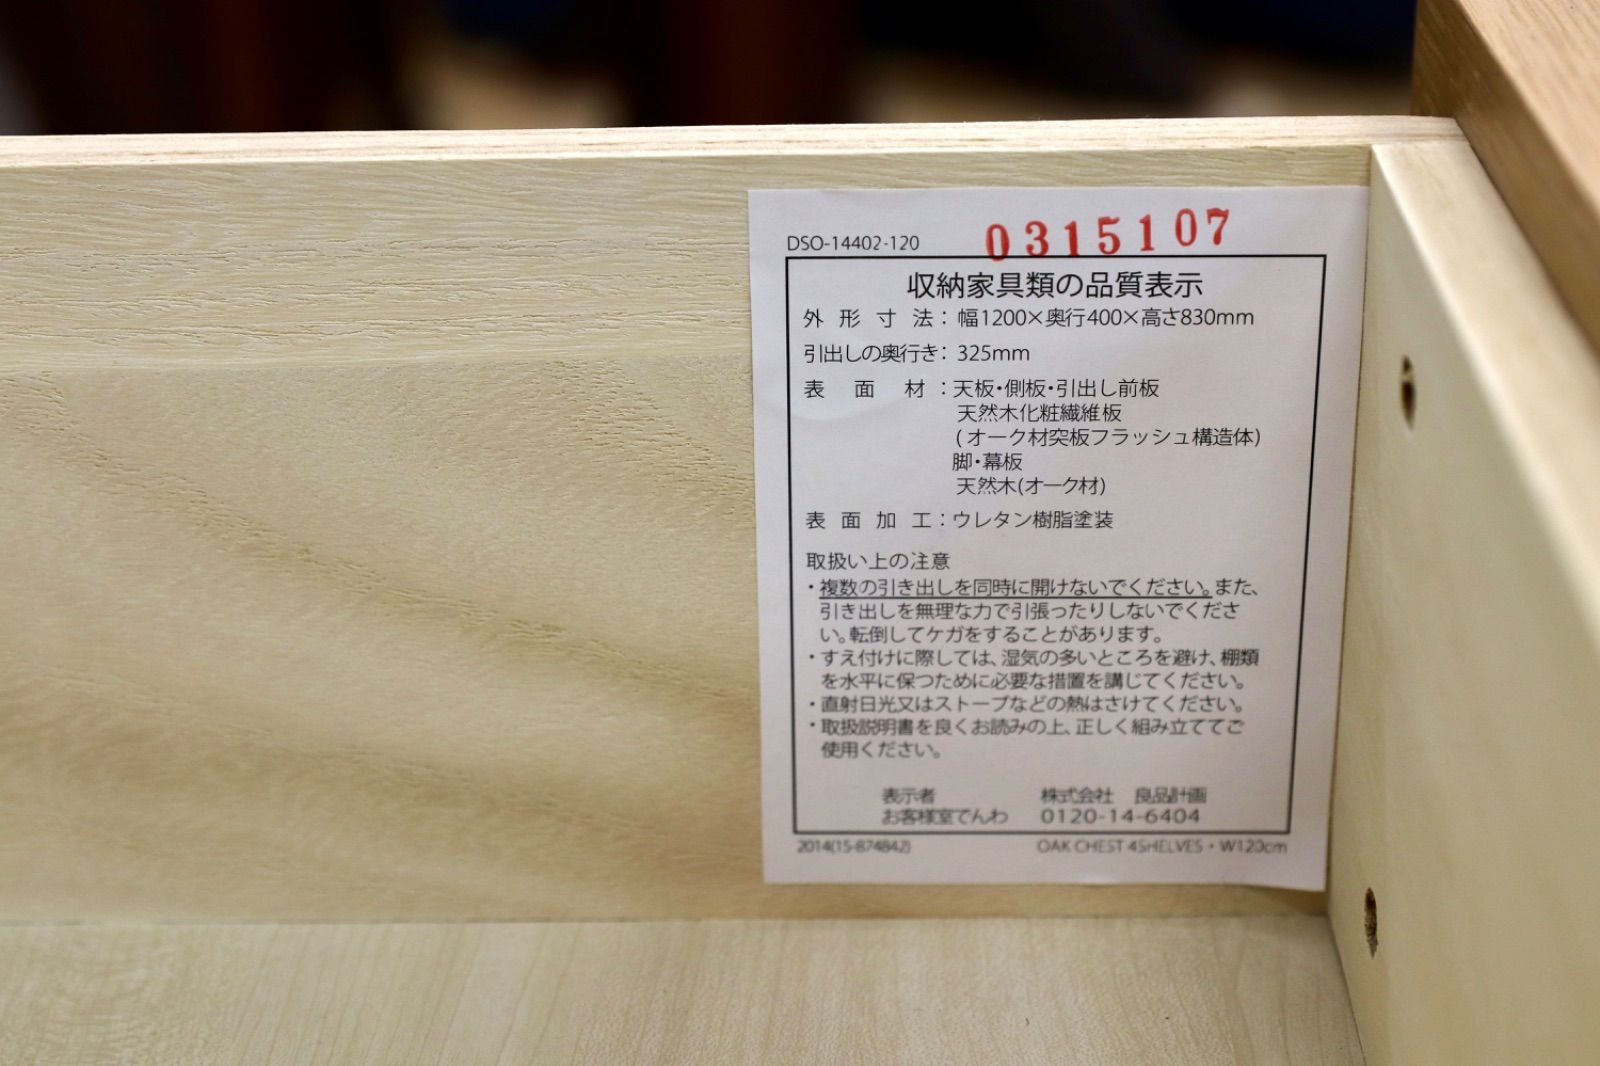 DSO-14402-120
0315107
収納家具類の品質表示
外形寸法：幅1200×奥行400×高さ830mm
引出しの奥行き：325mm
表面材：天板・側板・引出し前板
天然木化粧繊維板
(オーク材突板フラッシュ構造体)
脚・幕板
天然木(オーク材)
表面加工：ウレタン樹脂塗装
取扱い上の注意
・複数の引き出しを同時に開けないでください。また、
引き出しを無理な力で引張ったりしないでくださ
い。転倒してケガをすることがあります。
・すえ付けに際しては、湿気の多いところを避け、棚類
を水平に保つために必要な措置を講じてください。
・直射日光又はストーブなどの熱はさけてください。
・取扱説明書を良くお読みの上、正しく組み立ててご
使用ください。
表示者 株式会社 良品計画
お客様室でんわ 0120-14-6404
2014(15-874842) OAK CHEST 4SHELVES・W120cm